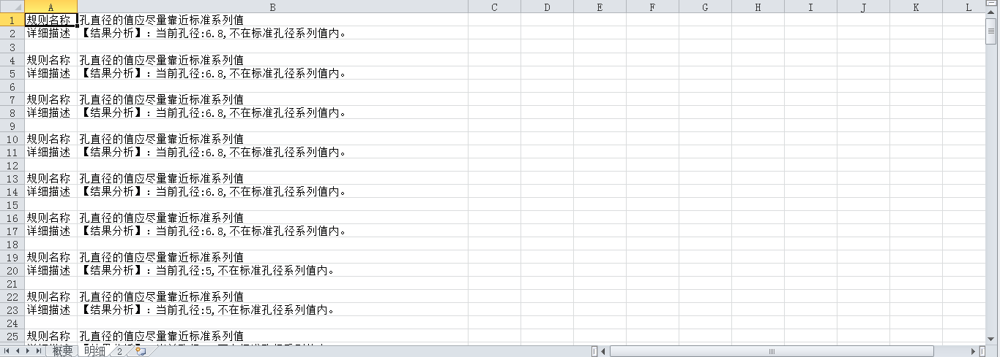 A B C D E F G H I J K L
1 规则名称 孔直径的值应尽量靠近标准系列值
2 详细描述 【结果分析】：当前孔径:6.8,不在标准孔径系列值内。
3
4 规则名称 孔直径的值应尽量靠近标准系列值
5 详细描述 【结果分析】：当前孔径:6.8,不在标准孔径系列值内。
6
7 规则名称 孔直径的值应尽量靠近标准系列值
8 详细描述 【结果分析】：当前孔径:6.8,不在标准孔径系列值内。
9
10 规则名称 孔直径的值应尽量靠近标准系列值
11 详细描述 【结果分析】：当前孔径:6.8,不在标准孔径系列值内。
12
13 规则名称 孔直径的值应尽量靠近标准系列值
14 详细描述 【结果分析】：当前孔径:6.8,不在标准孔径系列值内。
15
16 规则名称 孔直径的值应尽量靠近标准系列值
17 详细描述 【结果分析】：当前孔径:6.8,不在标准孔径系列值内。
18
19 规则名称 孔直径的值应尽量靠近标准系列值
20 详细描述 【结果分析】：当前孔径:5,不在标准孔径系列值内。
21
22 规则名称 孔直径的值应尽量靠近标准系列值
23 详细描述 【结果分析】：当前孔径:5,不在标准孔径系列值内。
24
25 规则名称 孔直径的值应尽量靠近标准系列值
概要 明细 2